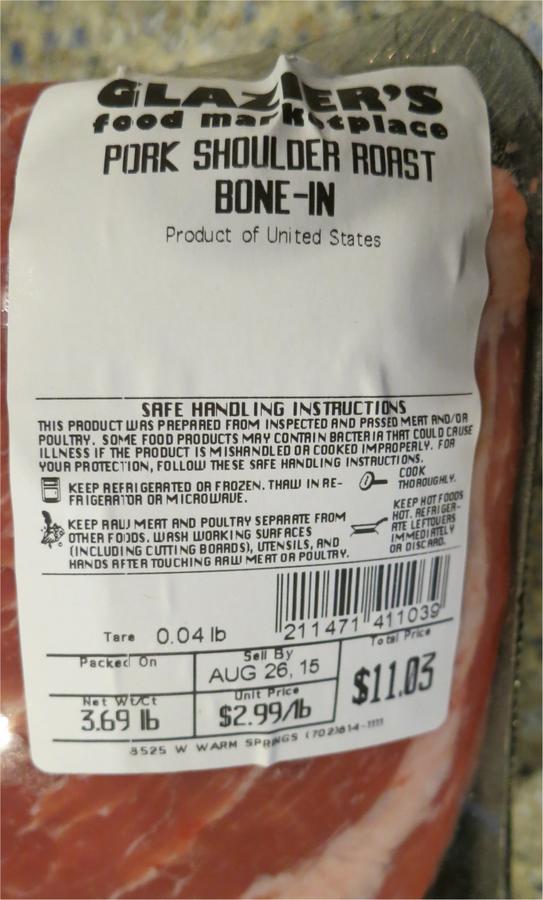 GLAZIER'S
food marketplace
PORK SHOULDER ROAST
BONE-IN
Product of United States
SAFE HANDLING INSTRUCTIONS
THIS PRODUCT WAS PREPARED FROM INSPECTED AND PASSED MEAT AND/OR
POULTRY. SOME FOOD PRODUCTS MAY CONTAIN BACTERIA THAT COULD CAUSE
ILLNESS IF THE PRODUCT IS MISHANDLED OR COOKED IMPROPERLY. FOR
YOUR PROTECTION, FOLLOW THESE SAFE HANDLING INSTRUCTIONS.
KEEP REFRIGERATED OR FROZEN. THAW IN RE-
FRIGERATOR OR MICROWAVE.
COOK
THOROUGHLY.
KEEP RAW MEAT AND POULTRY SEPARATE FROM
OTHER FOODS. WASH WORKING SURFACES
(INCLUDING CUTTING BOARDS), UTENSILS, AND
HANDS AFTER TOUCHING RAW MEAT OR POULTRY.
KEEP HOT FOODS
HOT. REFRIGER-
ATE LEFTOVERS
IMMEDIATELY
OR DISCARD.
211471 411039
Tare 0.04 lb
Packed On
Sell By
AUG 26, 15
Total Price
$11.03
Net Wt/Ct
3.69 lb
Unit Price
$2.99/lb
8525 W WARM SPRINGS (702)814-1111